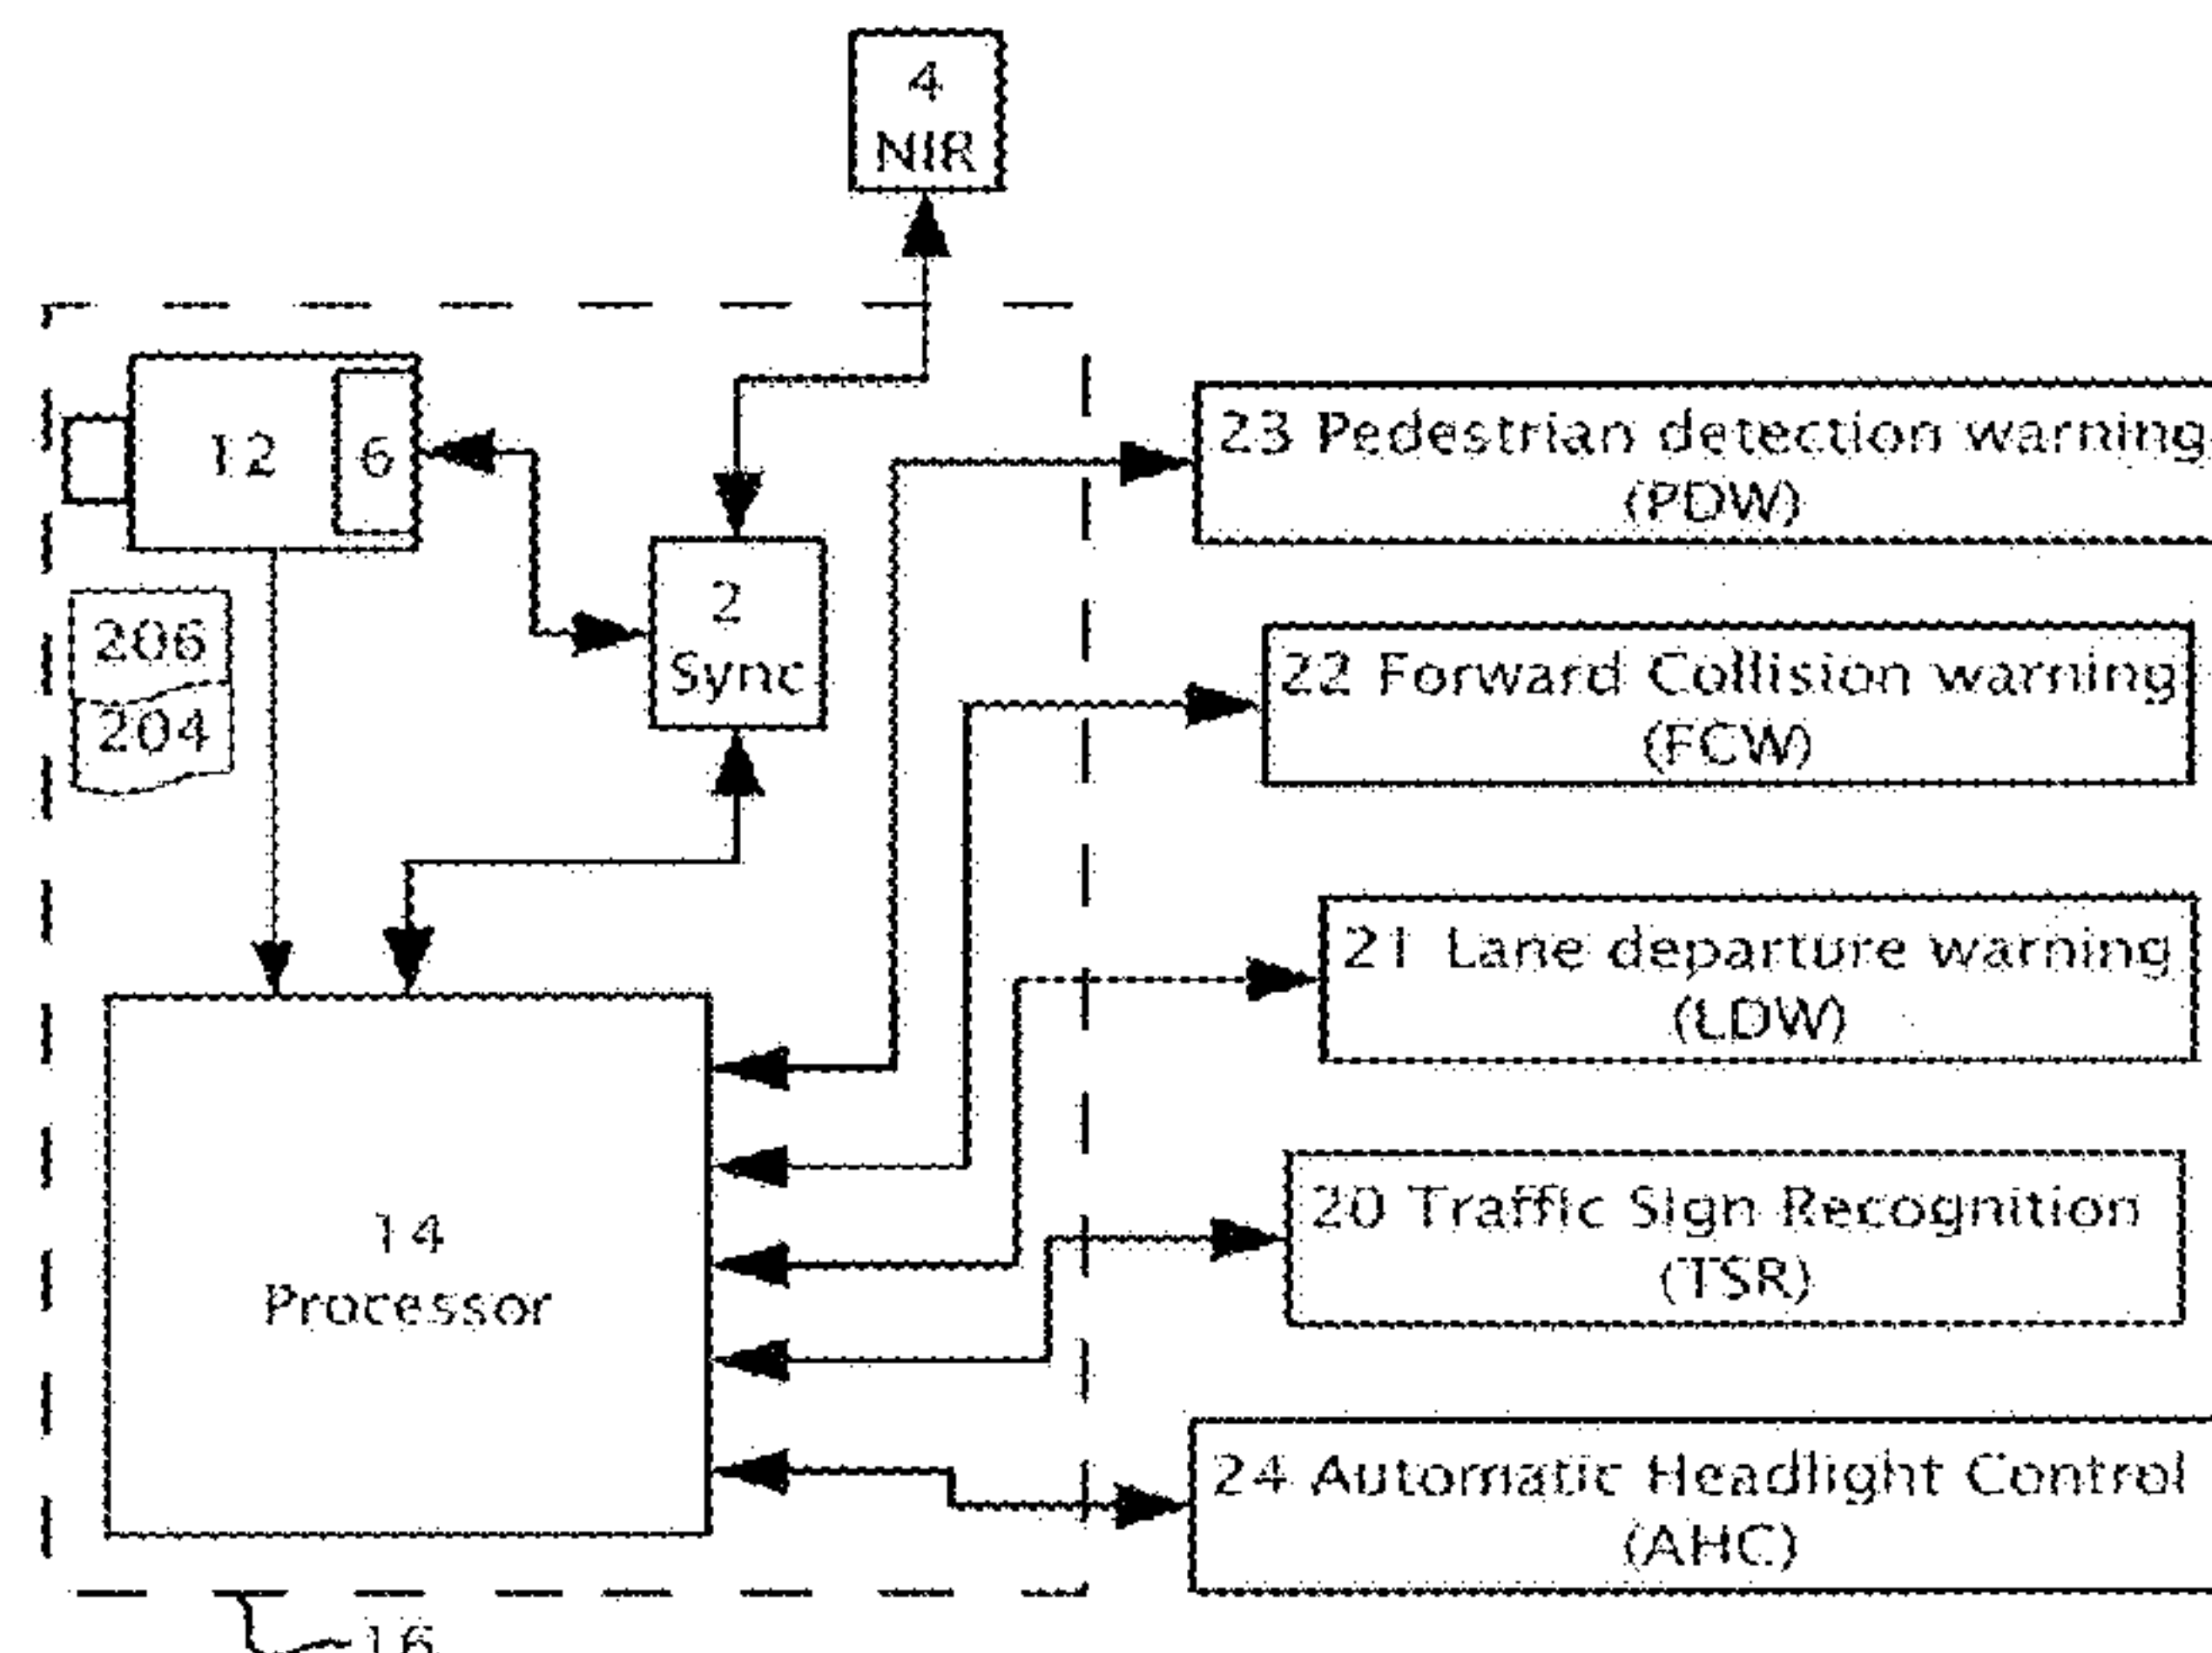 4
NIR
12
6
2
Sync
206
204
14
Processor
23 Pedestrian detection warning
(PDW)
22 Forward Collision warning
(FCW)
21 Lane departure warning
(LDW)
20 Traffic Sign Recognition
(TSR)
24 Automatic Headlight Control
(AHC)
16